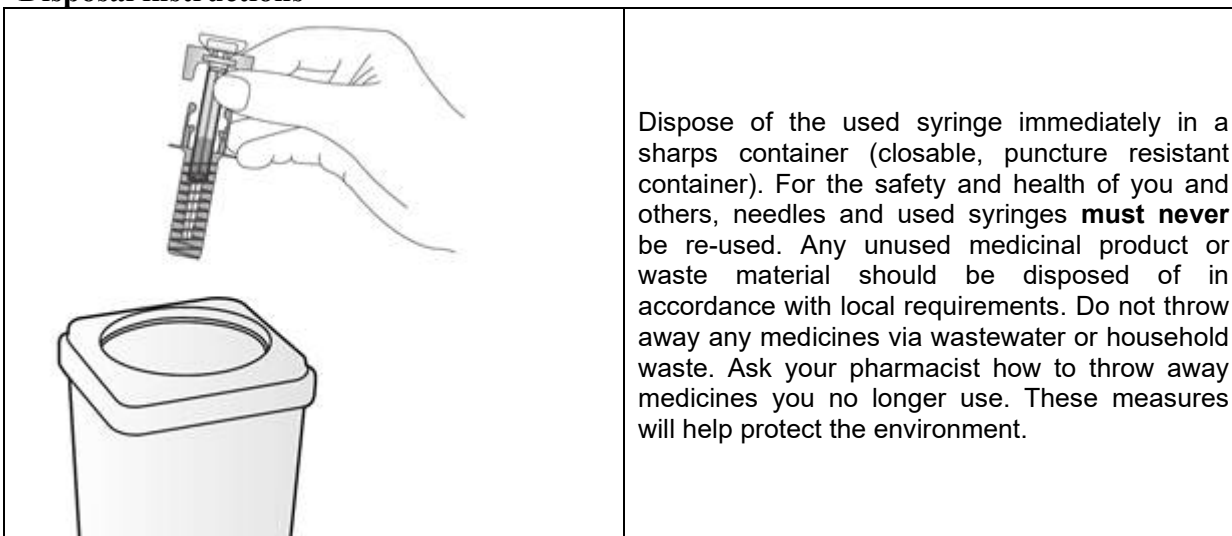 Disposal instructions
Dispose of the used syringe immediately in a
sharps container (closable, puncture resistant
container). For the safety and health of you and
others, needles and used syringes must never
be re-used. Any unused medicinal product or
waste material should be disposed of in
accordance with local requirements. Do not throw
away any medicines via wastewater or household
waste. Ask your pharmacist how to throw away
medicines you no longer use. These measures
will help protect the environment.